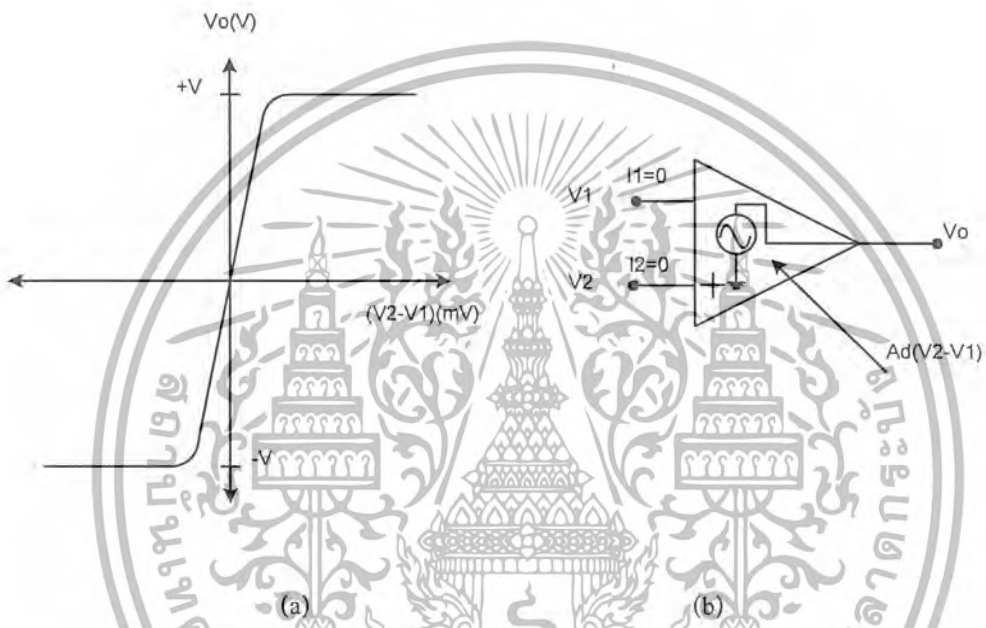 Vo(V)
+V
(V2-V1)(mV)
-V
(a)
V1
I1=0
V2
I2=0
+
Vo
Ad(V2-V1)
(b)